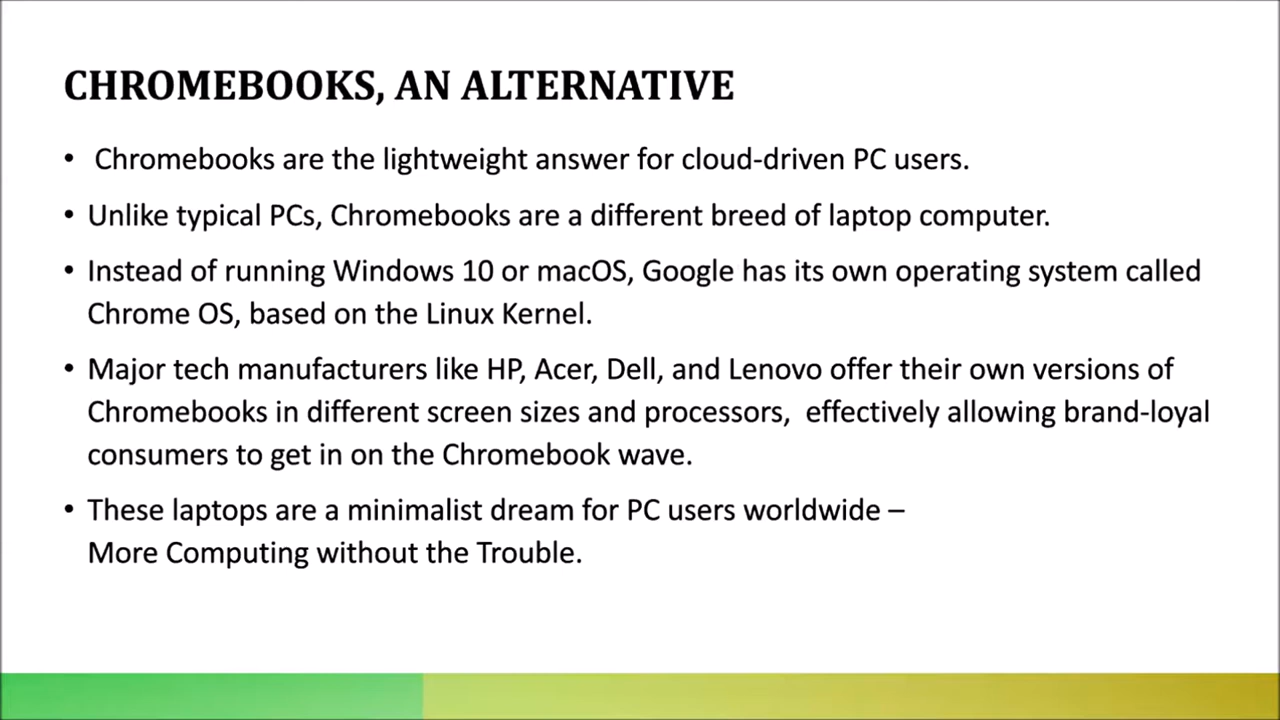 CHROMEBOOKS, AN ALTERNATIVE
• Chromebooks are the lightweight answer for cloud-driven PC users.
• Unlike typical PCs, Chromebooks are a different breed of laptop computer.
• Instead of running Windows 10 or macOS, Google has its own operating system called
Chrome OS, based on the Linux Kernel.
• Major tech manufacturers like HP, Acer, Dell, and Lenovo offer their own versions of
Chromebooks in different screen sizes and processors,  effectively allowing brand-loyal
consumers to get in on the Chromebook wave.
• These laptops are a minimalist dream for PC users worldwide –
More Computing without the Trouble.